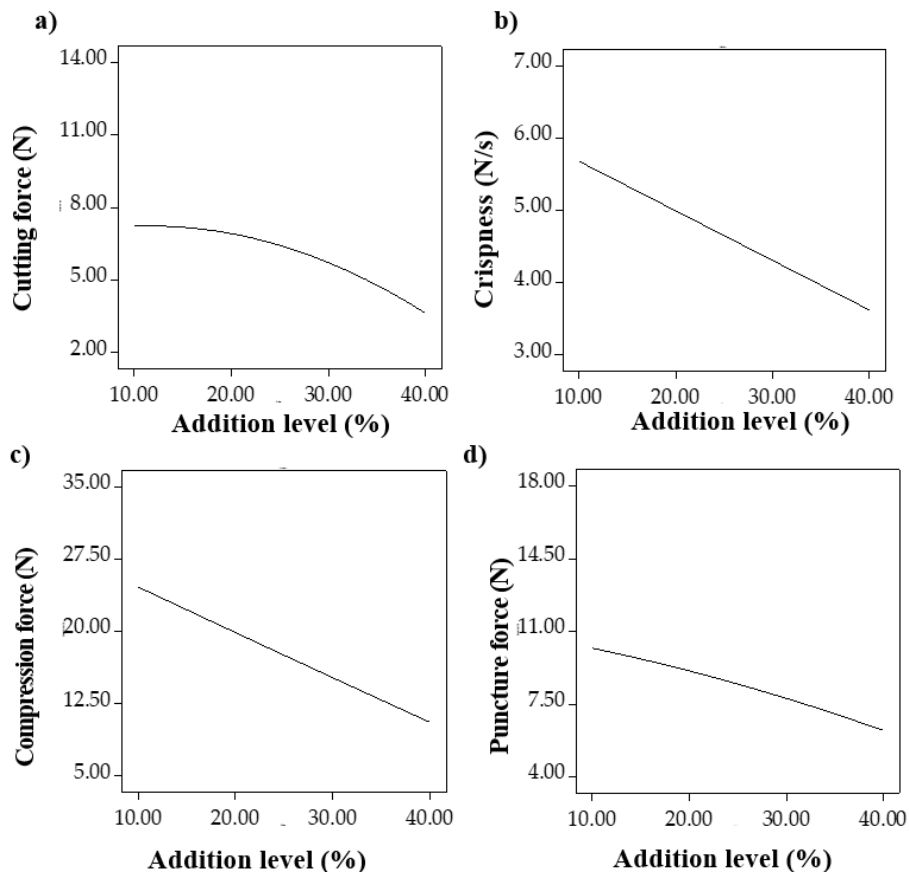 a)
14.00
11.00
8.00
5.00
2.00
Cutting force (N)
10.00 20.00 30.00 40.00
Addition level (%)
b)
7.00
6.00
5.00
4.00
3.00
Crispness (N/s)
10.00 20.00 30.00 40.00
Addition level (%)
c)
35.00
27.50
20.00
12.50
5.00
Compression force (N)
10.00 20.00 30.00 40.00
Addition level (%)
d)
18.00
14.50
11.00
7.50
4.00
Puncture force (N)
10.00 20.00 30.00 40.00
Addition level (%)